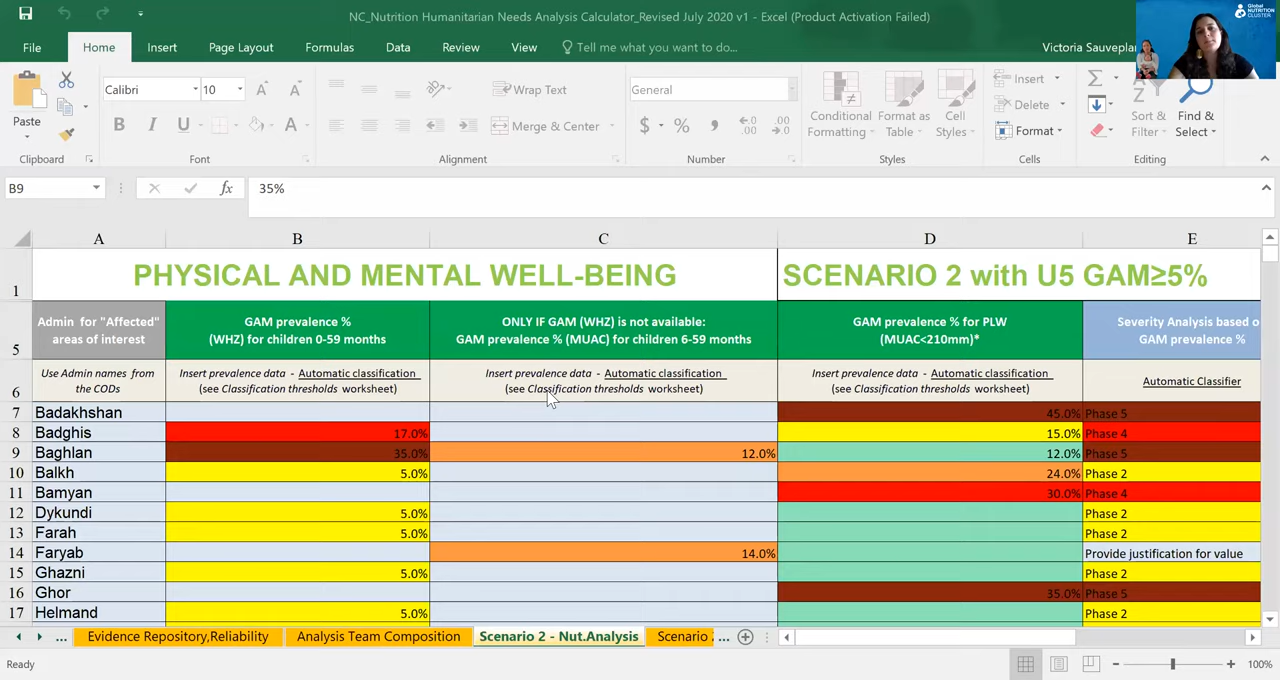 NC_Nutrition Humanitarian Needs Analysis Calculator_Revised July 2020 v1 - Excel (Product Activation Failed)
Global
NUTRITION
CLUSTER
File Home Insert Page Layout Formulas Data Review View Tell me what you want to do...
Paste
Calibri 10
B I U A
Wrap Text
Merge & Center
General
$ %
Conditional Formatting
Format as Table
Cell Styles
Insert
Delete
Format
Sort & Filter
Find & Select
Clipboard Font Alignment Number Styles Cells Editing
B9 fx 35%
A B C D E
1 PHYSICAL AND MENTAL WELL-BEING SCENARIO 2 with U5 GAM≥5%
5 Admin for "Affected" areas of interest GAM prevalence % (WHZ) for children 0-59 months ONLY IF GAM (WHZ) is not available: GAM prevalence % (MUAC) for children 6-59 months GAM prevalence % for PLW (MUAC<210mm)* Severity Analysis based o GAM prevalence %
6 Use Admin names from the CODs Insert prevalence data - Automatic classification (see Classification thresholds worksheet) Insert prevalence data - Automatic classification (see Classification thresholds worksheet) Insert prevalence data - Automatic classification (see Classification thresholds worksheet) Automatic Classifier
7 Badakhshan 45.0% Phase 5
8 Badghis 17.0% 15.0% Phase 4
9 Baghlan 35.0% 12.0% 12.0% Phase 5
10 Balkh 5.0% 24.0% Phase 2
11 Bamyan 30.0% Phase 4
12 Dykundi 5.0% Phase 2
13 Farah 5.0% Phase 2
14 Faryab 14.0% Provide justification for value
15 Ghazni 5.0% Phase 2
16 Ghor 35.0% Phase 5
17 Helmand 5.0% Phase 2
... Evidence Repository,Reliability Analysis Team Composition Scenario 2 - Nut.Analysis Scenario ...
Ready 100%